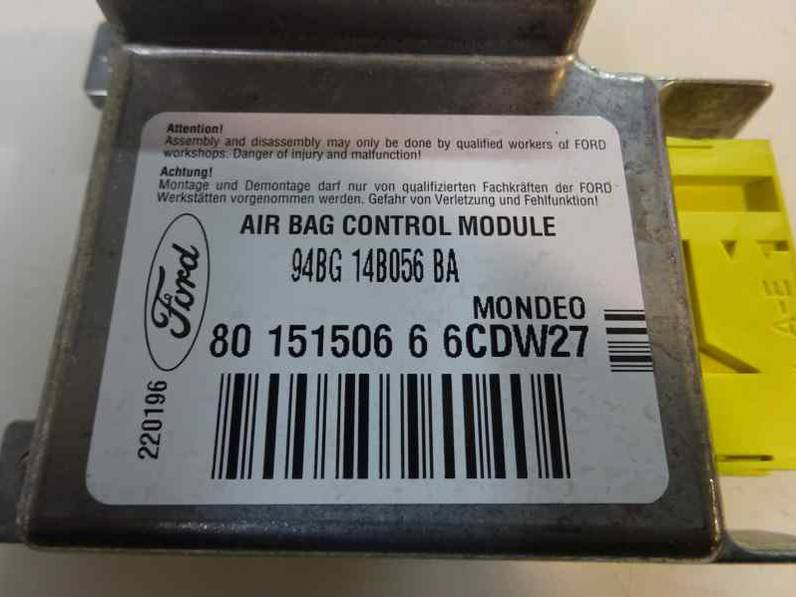 Attention!
Assembly and disassembly may only be done by qualified workers of FORD
workshops. Danger of injury and malfunction!
Achtung!
Montage und Demontage darf nur von qualifizierten Fachkräften der FORD
Werkstätten vorgenommen werden. Gefahr von Verletzung und Fehlfunktion!
AIR BAG CONTROL MODULE
94BG 14B056 BA
MONDEO
Ford
80 151506 6 6CDW27
220196
A-E 1